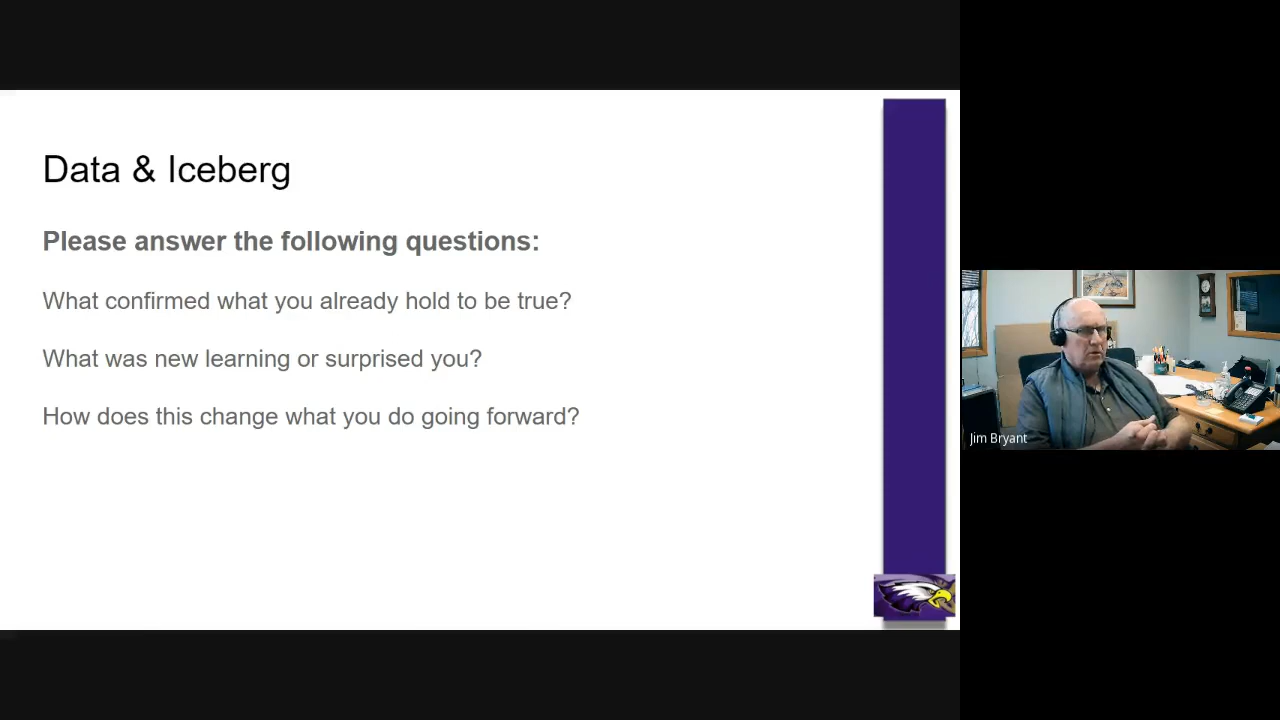 Data & Iceberg
Please answer the following questions:
What confirmed what you already hold to be true?
What was new learning or surprised you?
How does this change what you do going forward?
Jim Bryant